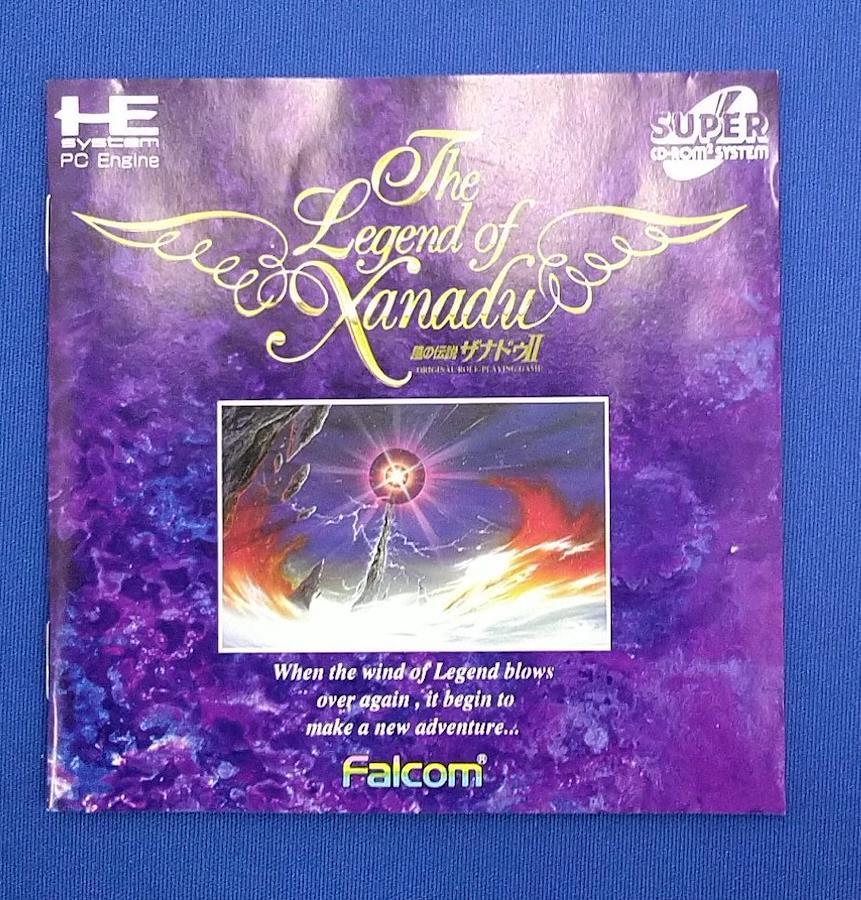 HE
system
PC Engine
SUPER
CD-ROM² SYSTEM
The
Legend of
Xanadu
風の伝説 ザナドゥII
ORIGINAL ROLE-PLAYING GAME
When the wind of Legend blows
over again , it begin to
make a new adventure...
Falcom®